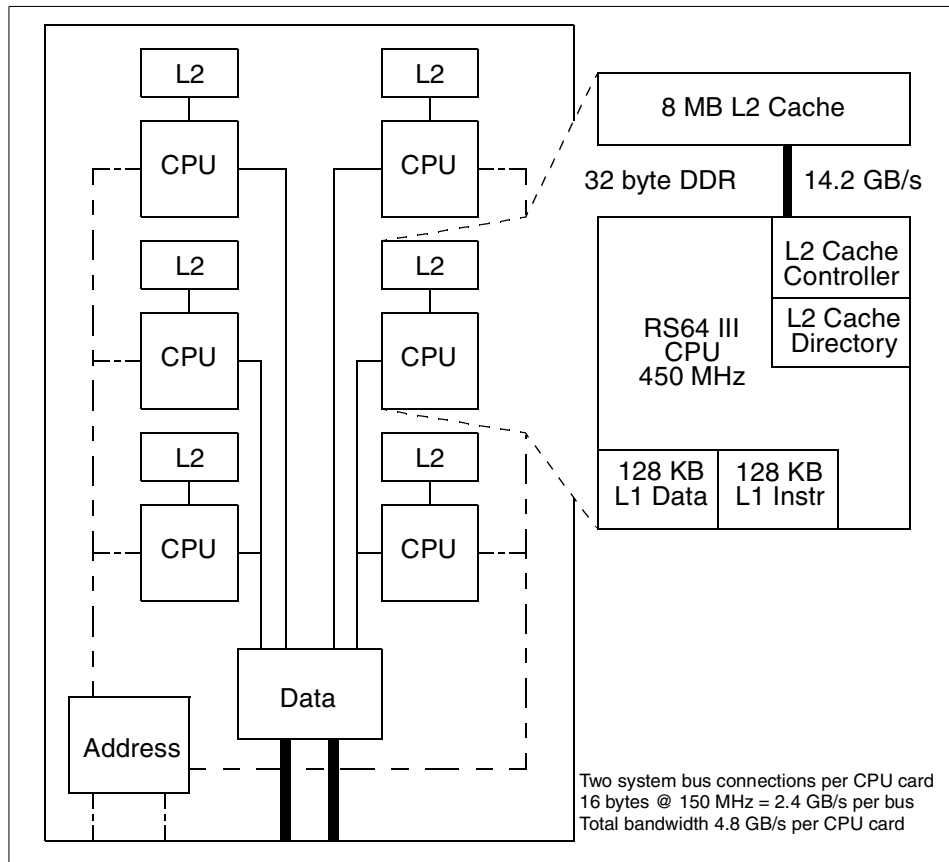 L2
L2
CPU
CPU
L2
L2
CPU
CPU
L2
L2
CPU
CPU
Data
Address
8 MB L2 Cache
32 byte DDR
14.2 GB/s
L2 Cache
Controller
L2 Cache
Directory
RS64 III
CPU
450 MHz
128 KB
L1 Data
128 KB
L1 Instr
Two system bus connections per CPU card
16 bytes @ 150 MHz = 2.4 GB/s per bus
Total bandwidth 4.8 GB/s per CPU card